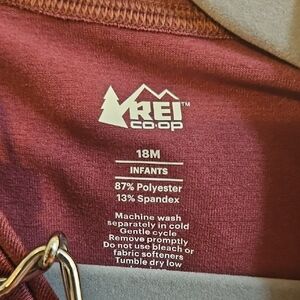 REI™
CO·OP
18M
INFANTS
87% Polyester
13% Spandex
Machine wash
separately in cold
Gentle cycle
Remove promptly
Do not use bleach or
fabric softeners
Tumble dry low